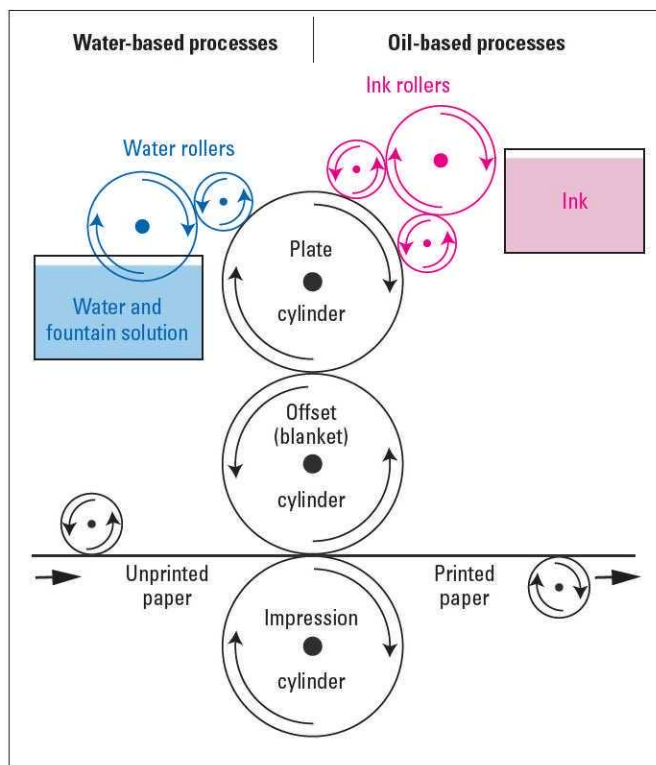 Water-based processes
Oil-based processes
Ink rollers
Water rollers
Ink
Plate
cylinder
Water and
fountain solution
Offset
(blanket)
cylinder
Unprinted
paper
Printed
paper
Impression
cylinder